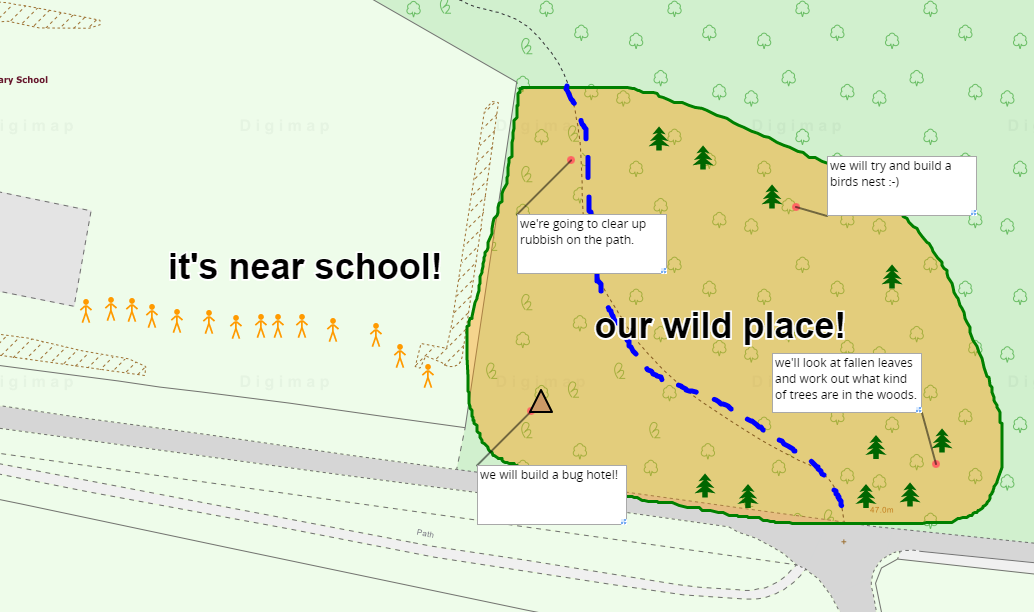 ary School
Digimap
Digimap
Digimap
Digimap
we will try and build a
birds nest :-)
we're going to clear up
rubbish on the path.
it's near school!
our wild place!
we'll look at fallen leaves
and work out what kind
of trees are in the woods.
Digimap
Digimap
Digimap
we will build a bug hotel!!
47.0m
Path